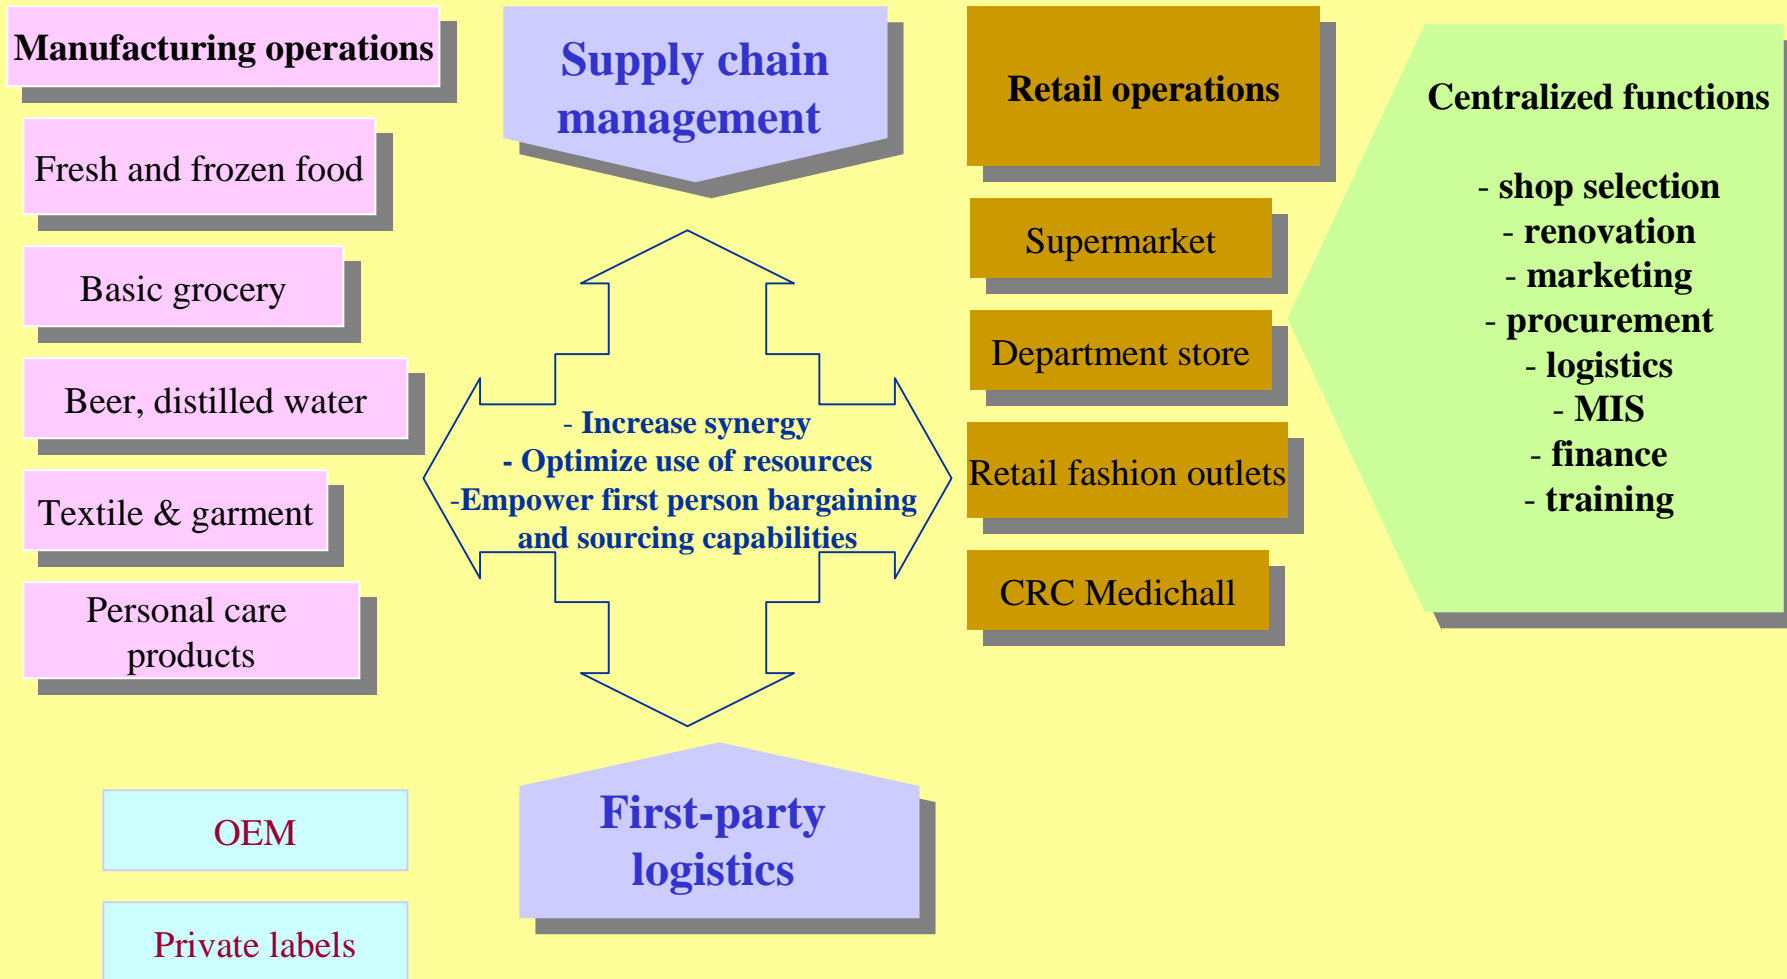 Manufacturing operations
Fresh and frozen food
Basic grocery
Beer, distilled water
Textile & garment
Personal care
products
OEM
Private labels
Supply chain
management
- Increase synergy
- Optimize use of resources
-Empower first person bargaining
and sourcing capabilities
First-party
logistics
Retail operations
Supermarket
Department store
Retail fashion outlets
CRC Medichall
Centralized functions
- shop selection
- renovation
- marketing
- procurement
- logistics
- MIS
- finance
- training